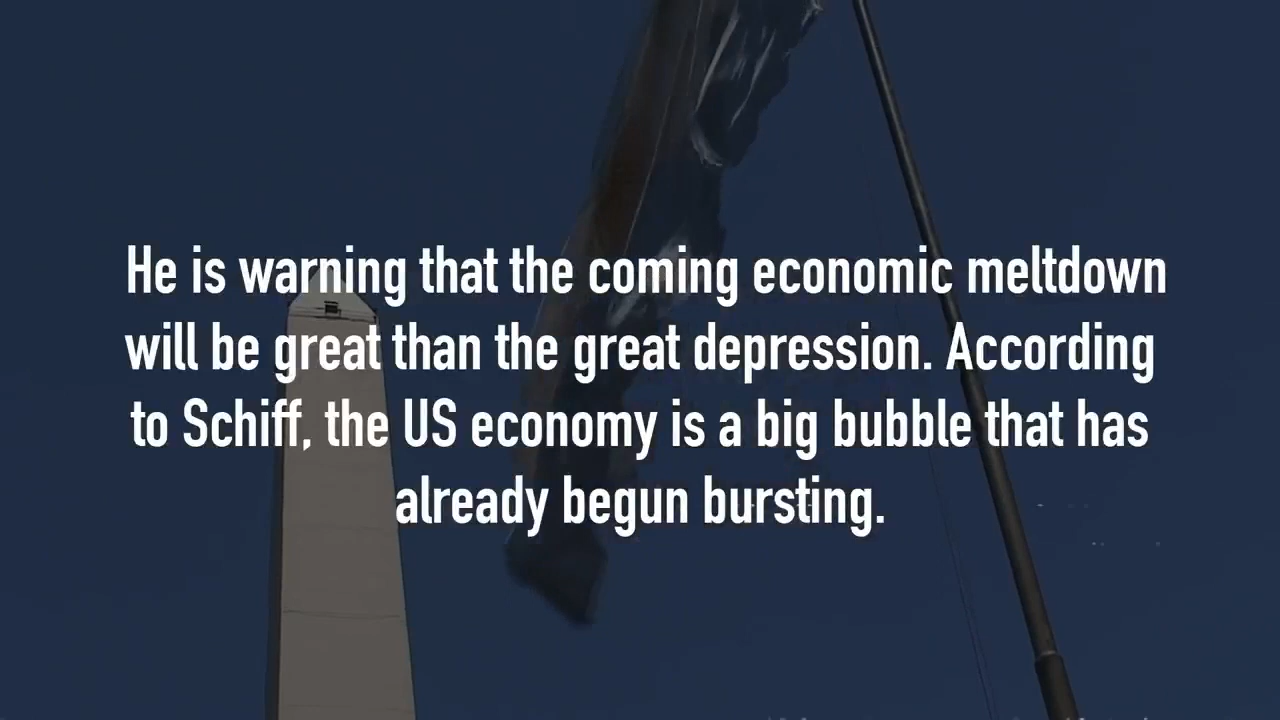 He is warning that the coming economic meltdown
will be great than the great depression. According
to Schiff, the US economy is a big bubble that has
already begun bursting.